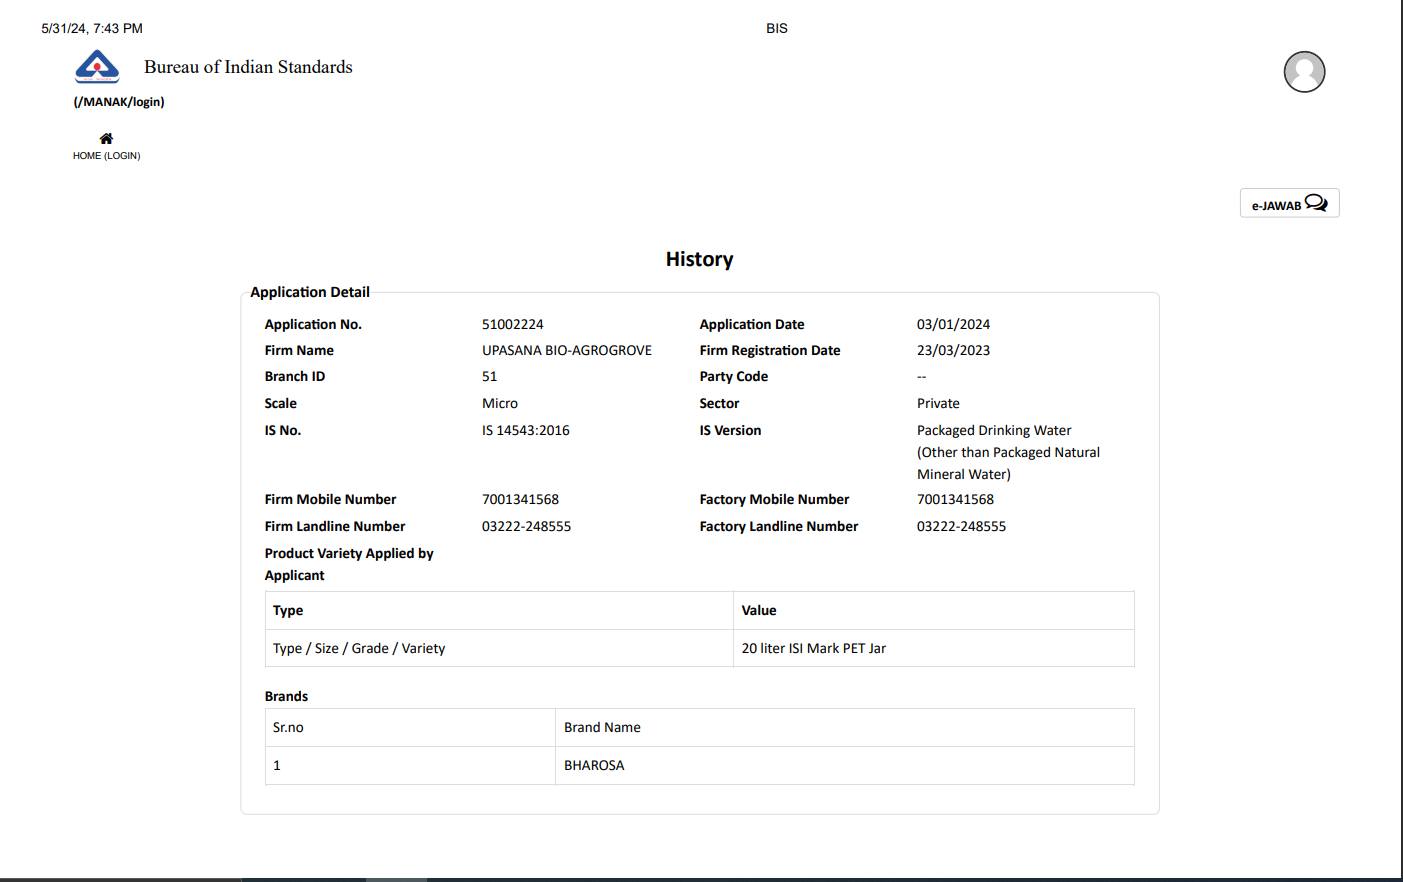 5/31/24, 7:43 PM
BIS
Bureau of Indian Standards
(/MANAK/login)
HOME (LOGIN)
e-JAWAB
History
Application Detail
Application No. 51002224 Application Date 03/01/2024
Firm Name UPASANA BIO-AGROGROVE Firm Registration Date 23/03/2023
Branch ID 51 Party Code --
Scale Micro Sector Private
IS No. IS 14543:2016 IS Version Packaged Drinking Water
(Other than Packaged Natural
Mineral Water)
Firm Mobile Number 7001341568 Factory Mobile Number 7001341568
Firm Landline Number 03222-248555 Factory Landline Number 03222-248555
Product Variety Applied by
Applicant
Type Value
Type / Size / Grade / Variety 20 liter ISI Mark PET Jar
Brands
Sr.no Brand Name
1 BHAROSA